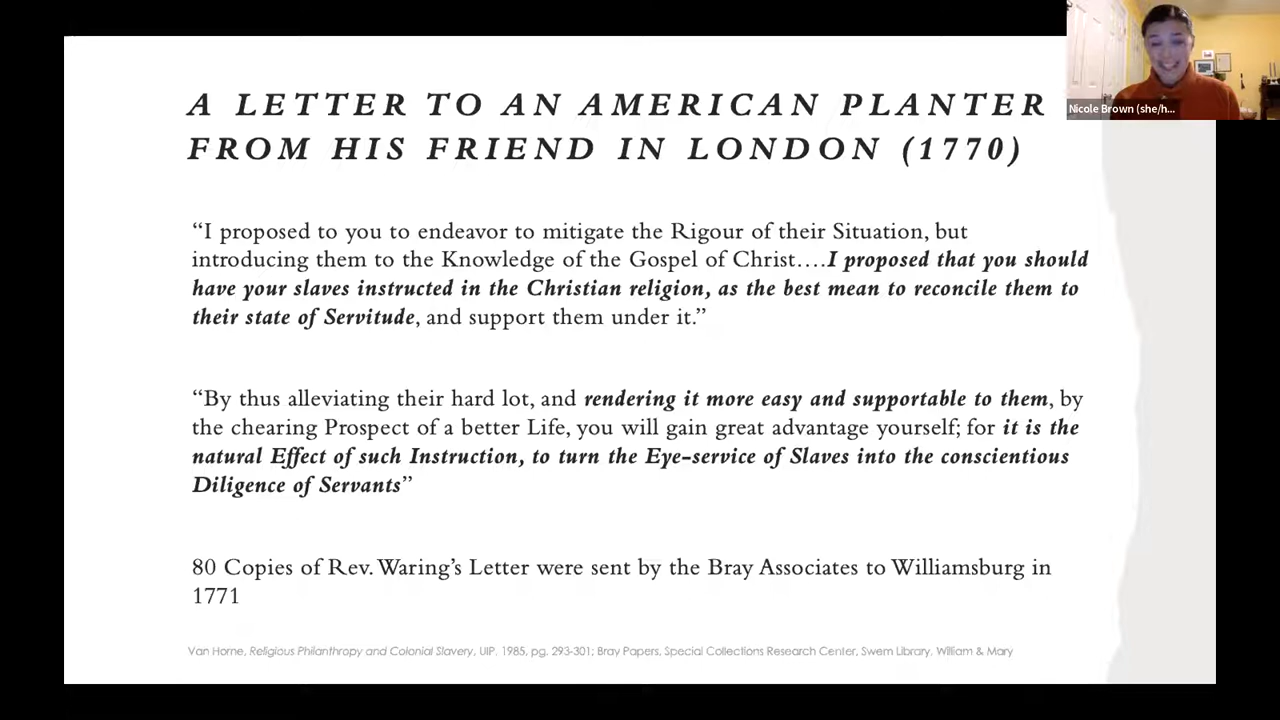 A LETTER TO AN AMERICAN PLANTER
FROM HIS FRIEND IN LONDON (1770)
Nicole Brown (she/h...
“I proposed to you to endeavor to mitigate the Rigour of their Situation, but
introducing them to the Knowledge of the Gospel of Christ....I proposed that you should
have your slaves instructed in the Christian religion, as the best mean to reconcile them to
their state of Servitude, and support them under it.”
“By thus alleviating their hard lot, and rendering it more easy and supportable to them, by
the chearing Prospect of a better Life, you will gain great advantage yourself; for it is the
natural Effect of such Instruction, to turn the Eye-service of Slaves into the conscientious
Diligence of Servants”
80 Copies of Rev. Waring’s Letter were sent by the Bray Associates to Williamsburg in
1771
Van Horne, Religious Philanthropy and Colonial Slavery, UIP, 1985, pg. 293-301; Bray Papers, Special Collections Research Center, Swem Library, William & Mary